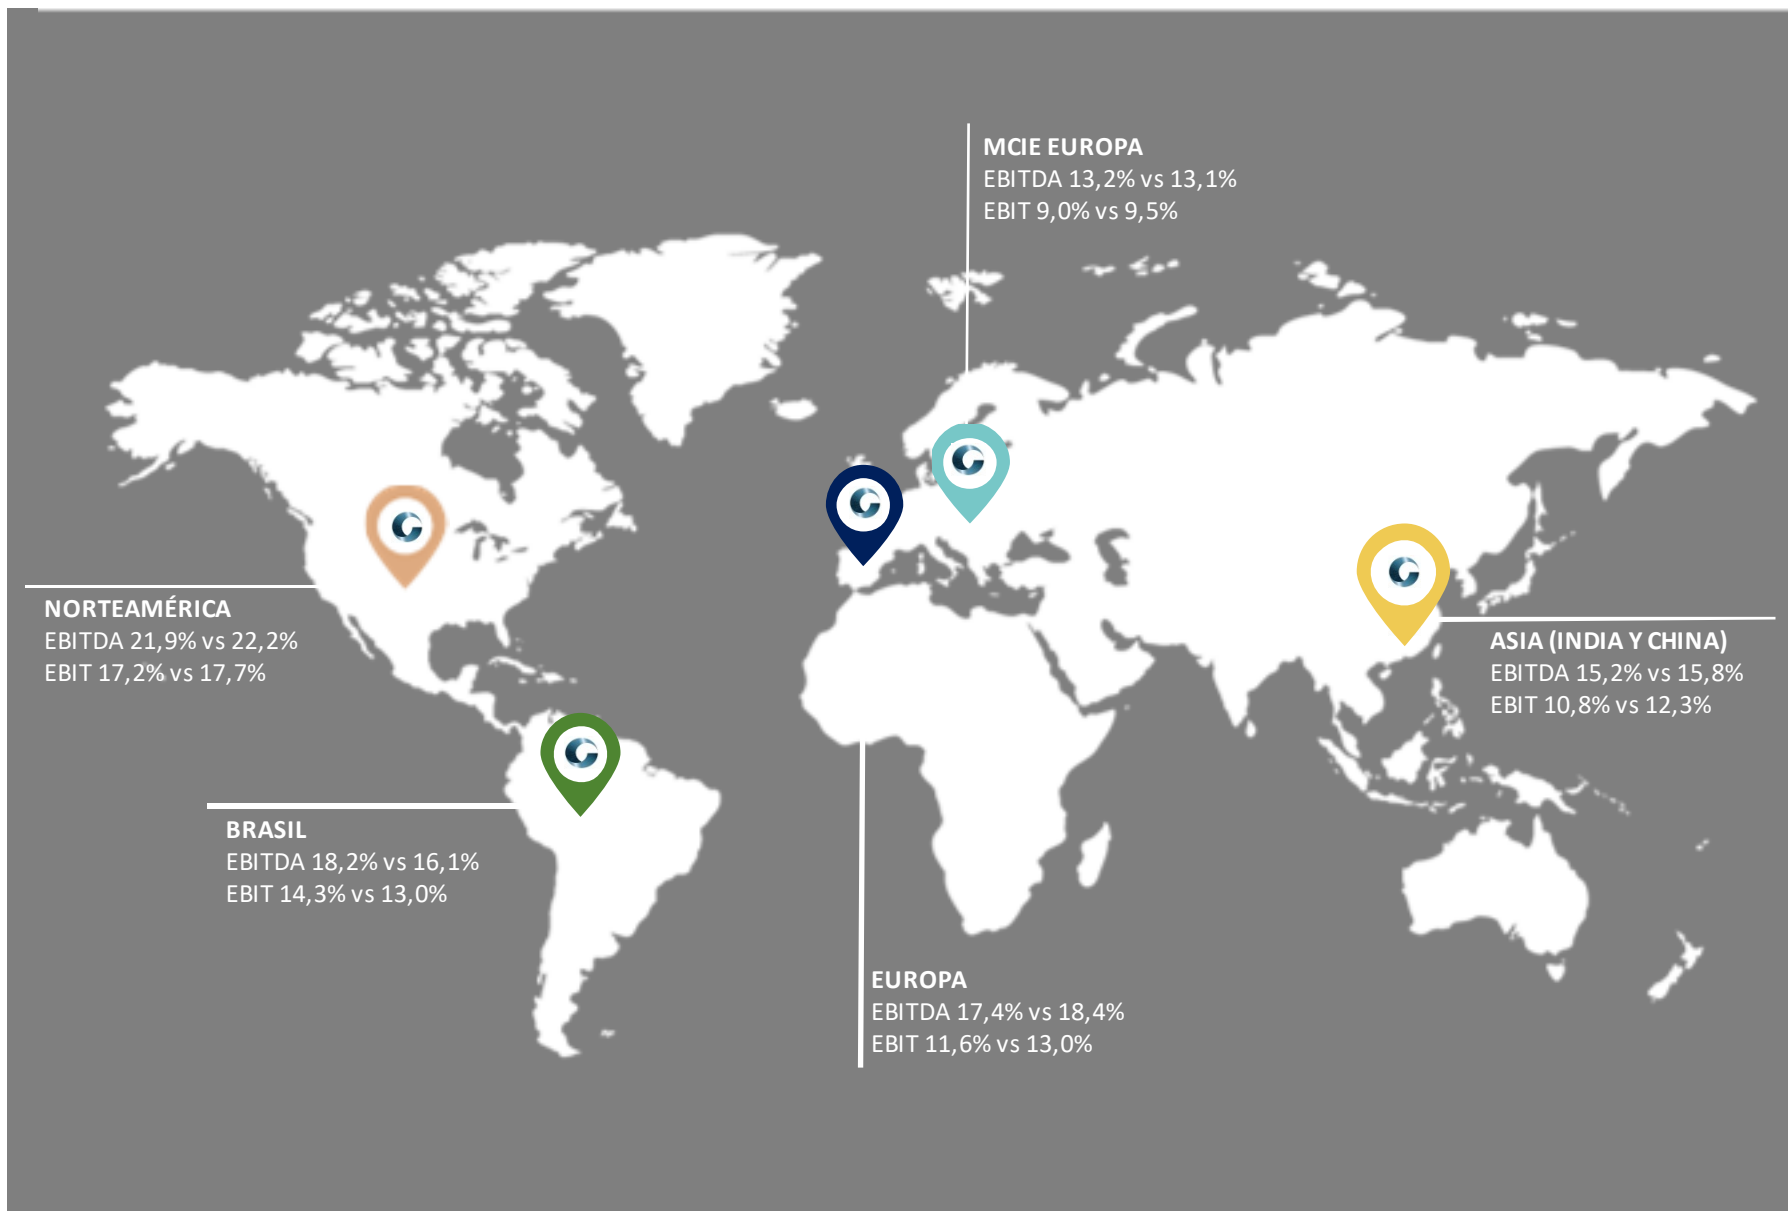 MCIE EUROPA
EBITDA 13,2% vs 13,1%
EBIT 9,0% vs 9,5%
NORTEAMÉRICA
EBITDA 21,9% vs 22,2%
EBIT 17,2% vs 17,7%
ASIA (INDIA Y CHINA)
EBITDA 15,2% vs 15,8%
EBIT 10,8% vs 12,3%
BRASIL
EBITDA 18,2% vs 16,1%
EBIT 14,3% vs 13,0%
EUROPA
EBITDA 17,4% vs 18,4%
EBIT 11,6% vs 13,0%